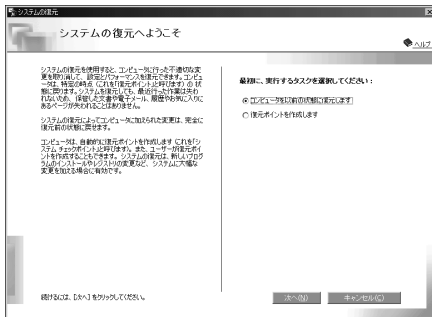 システムの復元
システムの復元へようこそ
ヘルプ
システムの復元を使用すると、コンピュータに行った不適切な変
更を取り消して、設定とパフォーマンスを復元できます。コンピュ
ータは、特定の時点 (これを「復元ポイント」と呼びます) の 状
態に戻ります。システムを復元しても、最近行った作業は失わ
れないため、保管した文書や電子メール、履歴やお気に入りに
あるページが失われることはありません。
システムの復元によってコンピュータに加えられた変更は、完全に
復元前の状態に戻せます。
コンピュータは、自動的に復元ポイントを作成します (これを「シ
ステム チェックポイント」と呼びます)。また、ユーザーが復元ポイ
ントを作成することもできます。システムの復元は、新しいプログ
ラムのインストールやレジストリの変更など、システムに大幅な
変更を加える場合に有効です。
続けるには、[次へ] をクリックしてください。
最初に、実行するタスクを選択してください：
コンピュータを以前の状態に復元します
復元ポイントを作成します
次へ(N)
キャンセル(C)